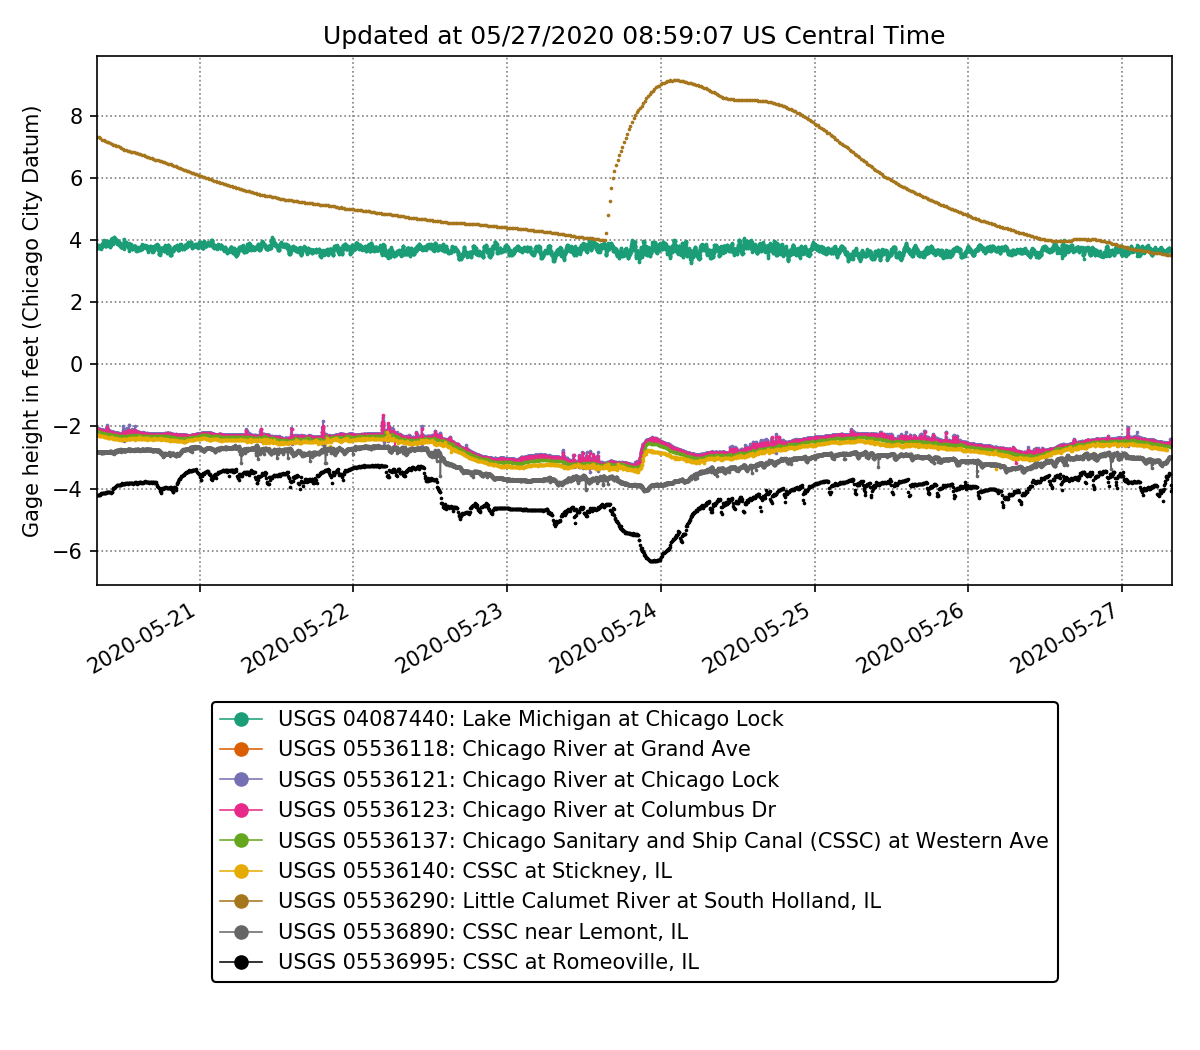 Updated at 05/27/2020 08:59:07 US Central Time
Gage height in feet (Chicago City Datum)
8
6
4
2
0
−2
−4
−6
2020-05-21
2020-05-22
2020-05-23
2020-05-24
2020-05-25
2020-05-26
2020-05-27
USGS 04087440: Lake Michigan at Chicago Lock
USGS 05536118: Chicago River at Grand Ave
USGS 05536121: Chicago River at Chicago Lock
USGS 05536123: Chicago River at Columbus Dr
USGS 05536137: Chicago Sanitary and Ship Canal (CSSC) at Western Ave
USGS 05536140: CSSC at Stickney, IL
USGS 05536290: Little Calumet River at South Holland, IL
USGS 05536890: CSSC near Lemont, IL
USGS 05536995: CSSC at Romeoville, IL